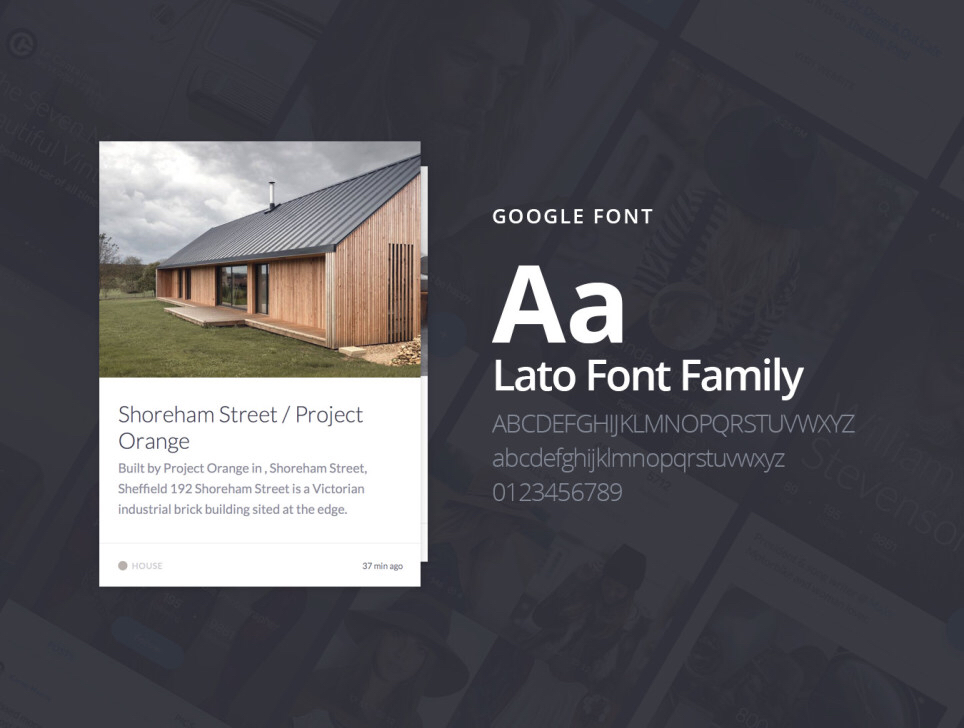 GOOGLE FONT
Aa
Lato Font Family
ABCDEFGHIJKLMNOPQRSTUVWXYZ
abcdefghijklmnopqrstuvwxyz
0123456789
Shoreham Street / Project
Orange
Built by Project Orange in , Shoreham Street,
Sheffield 192 Shoreham Street is a Victorian
industrial brick building sited at the edge.
HOUSE
37 min ago